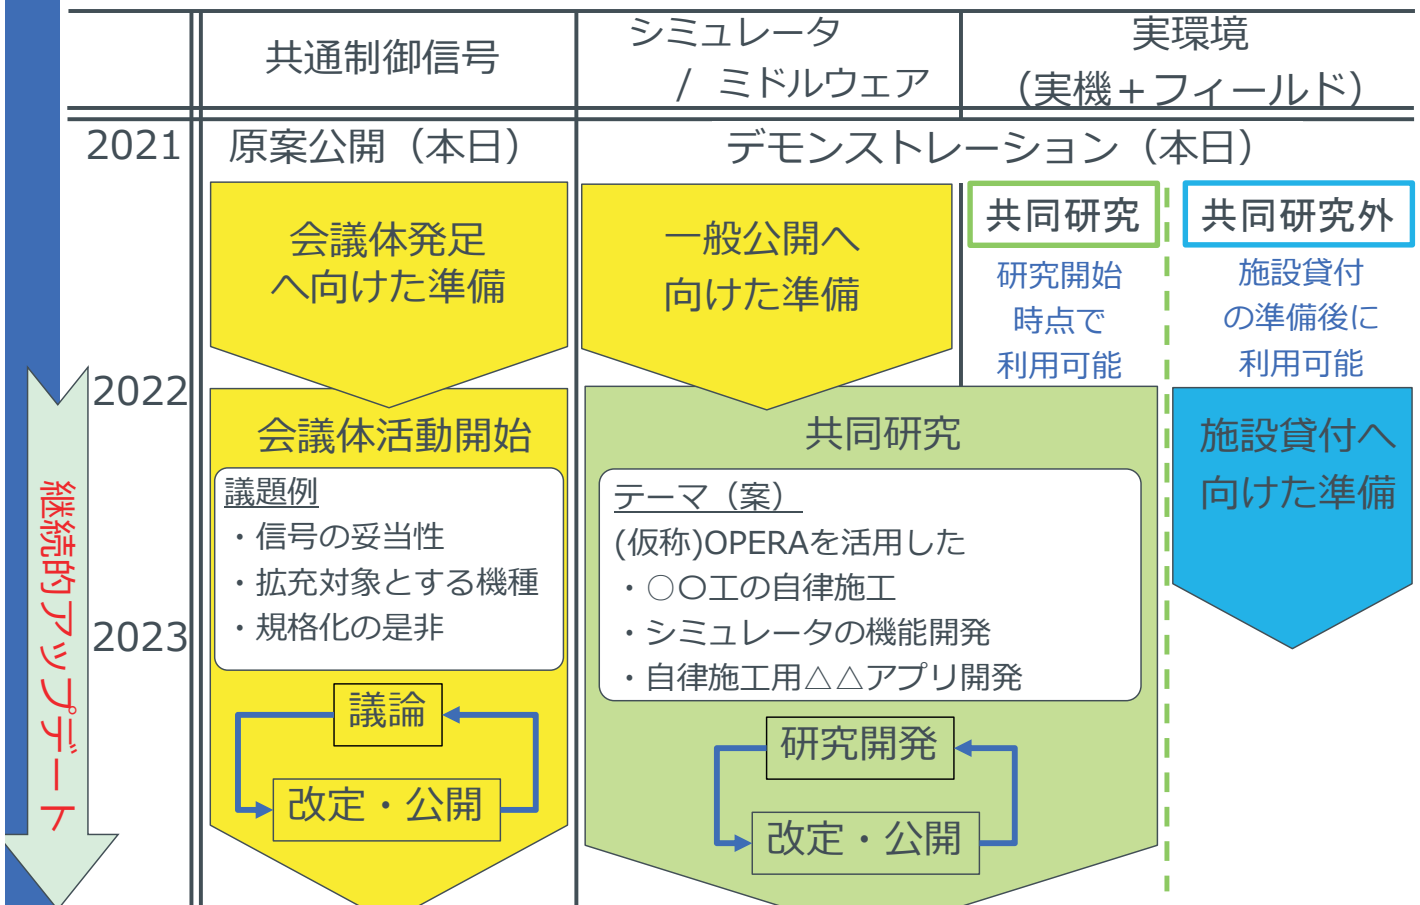 共通制御信号
シミュレータ
/ ミドルウェア
実環境
（実機＋フィールド）
2021
原案公開（本日）
デモンストレーション（本日）
会議体発足
へ向けた準備
一般公開へ
向けた準備
共同研究
研究開始
時点で
利用可能
共同研究外
施設貸付
の準備後に
利用可能
2022
会議体活動開始
議題例
・信号の妥当性
・拡充対象とする機種
・規格化の是非
議論
改定・公開
共同研究
テーマ（案）
(仮称)OPERAを活用した
・○〇工の自律施工
・シミュレータの機能開発
・自律施工用△△アプリ開発
研究開発
改定・公開
施設貸付へ
向けた準備
2023
継続的アップデート